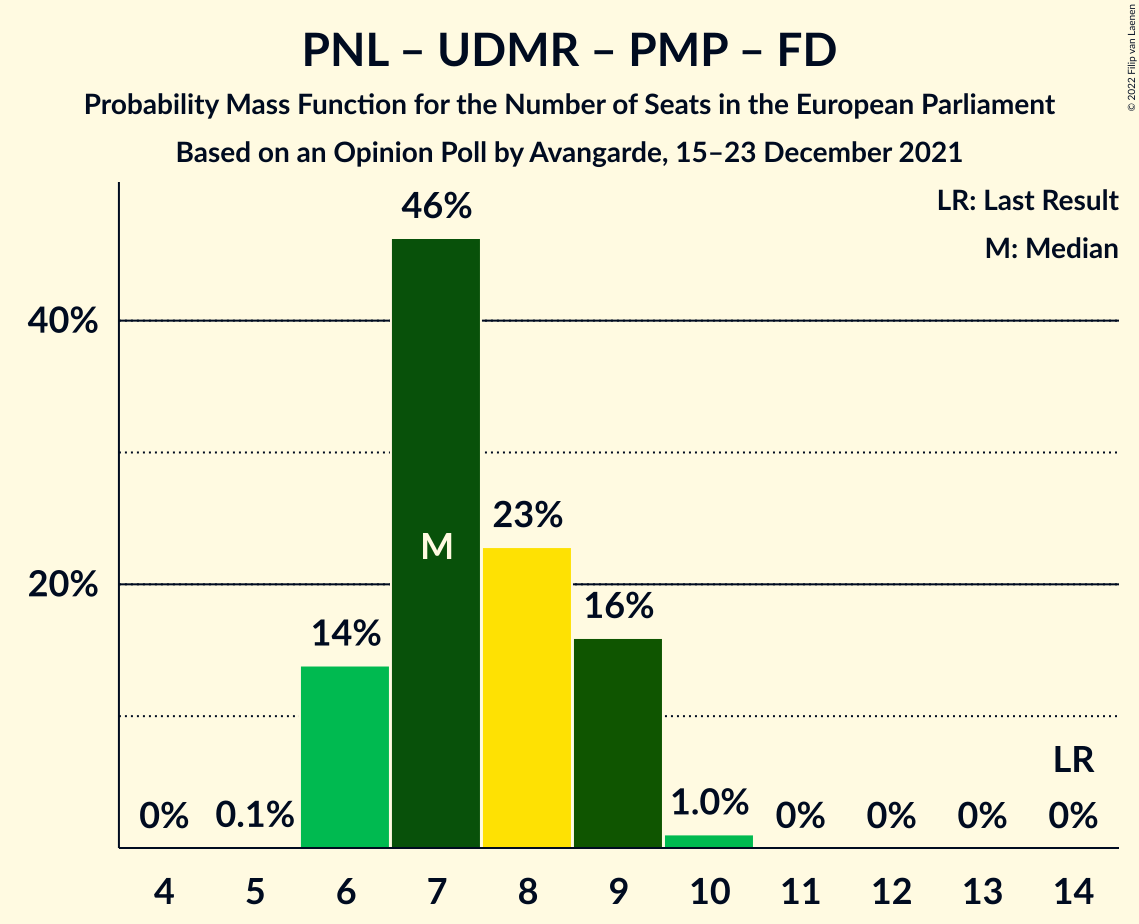 PNL – UDMR – PMP – FD
Probability Mass Function for the Number of Seats in the European Parliament
Based on an Opinion Poll by Avangarde, 15–23 December 2021
© 2022 Filip van Laenen
LR: Last Result
M: Median
46%
40%
23%
M
20%
16%
14%
LR
0% 0.1% 1.0% 0% 0% 0% 0%
4 5 6 7 8 9 10 11 12 13 14